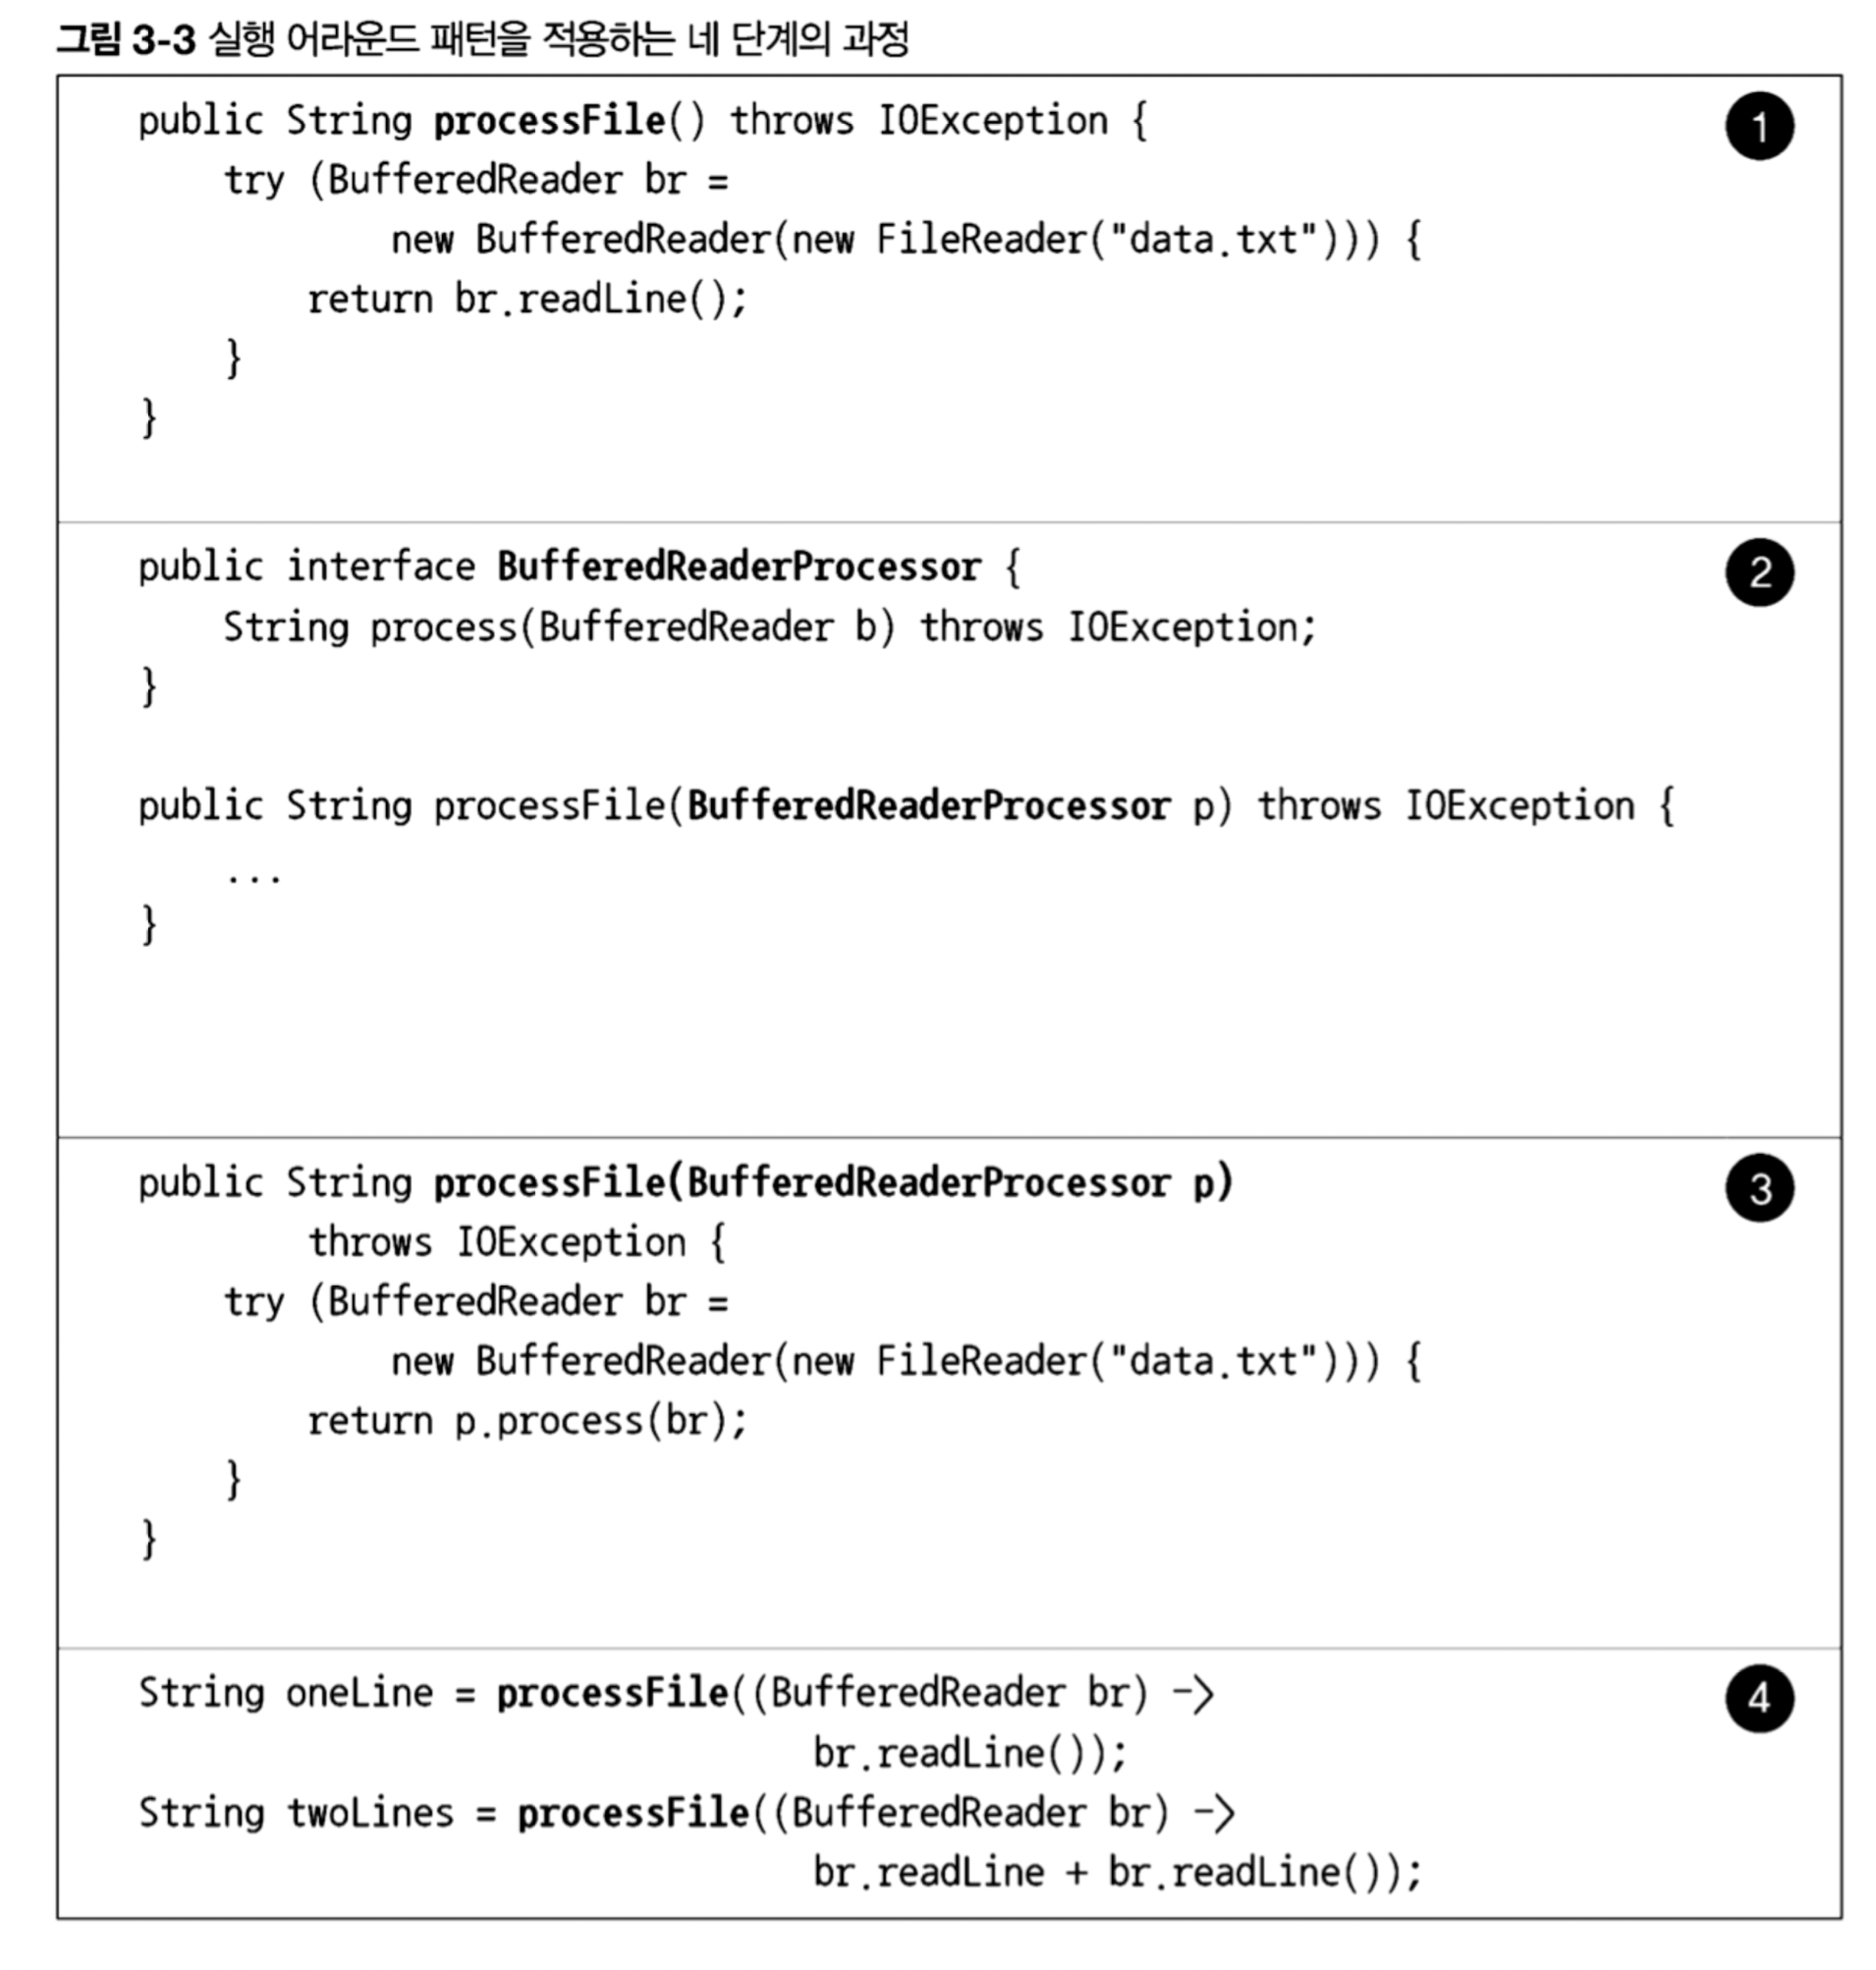 그림 3-3 실행 어라운드 패턴을 적용하는 네 단계의 과정
public String processFile() throws IOException {
1
try (BufferedReader br =
new BufferedReader(new FileReader("data.txt"))) {
return br.readLine();
}
}
public interface BufferedReaderProcessor {
2
String process(BufferedReader b) throws IOException;
}
public String processFile(BufferedReaderProcessor p) throws IOException {
...
}
public String processFile(BufferedReaderProcessor p)
3
throws IOException {
try (BufferedReader br =
new BufferedReader(new FileReader("data.txt"))) {
return p.process(br);
}
}
String oneLine = processFile((BufferedReader br) ->
4
br.readLine());
String twoLines = processFile((BufferedReader br) ->
br.readLine + br.readLine());